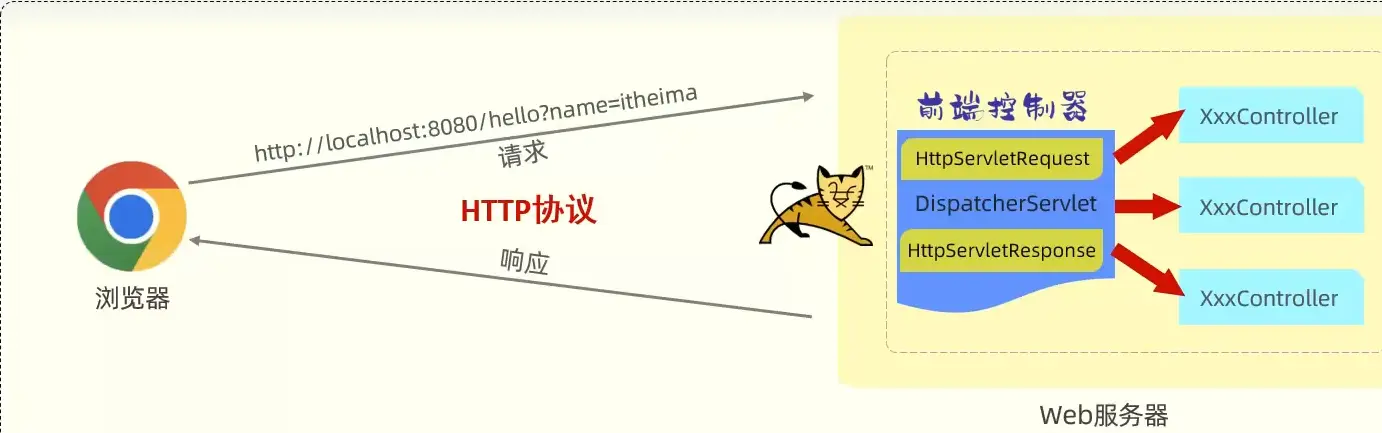 http://localhost:8080/hello?name=itheima
请求
HTTP协议
响应
浏览器
™
前端控制器
HttpServletRequest
DispatcherServlet
HttpServletResponse
XxxController
XxxController
XxxController
Web服务器